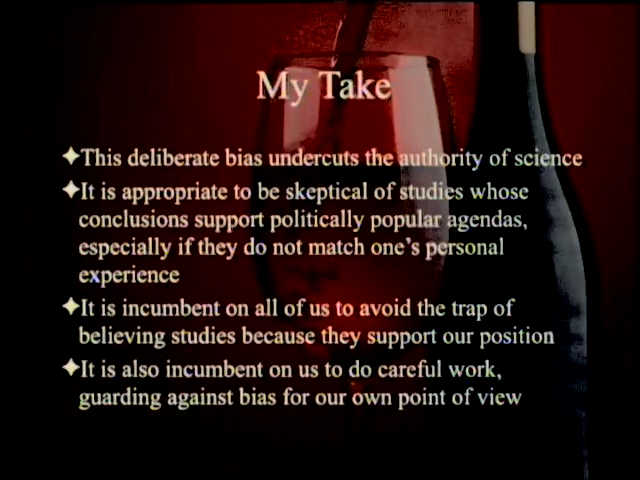 My Take
✦This deliberate bias undercuts the authority of science
✦It is appropriate to be skeptical of studies whose
conclusions support politically popular agendas,
especially if they do not match one's personal
experience
✦It is incumbent on all of us to avoid the trap of
believing studies because they support our position
✦It is also incumbent on us to do careful work,
guarding against bias for our own point of view